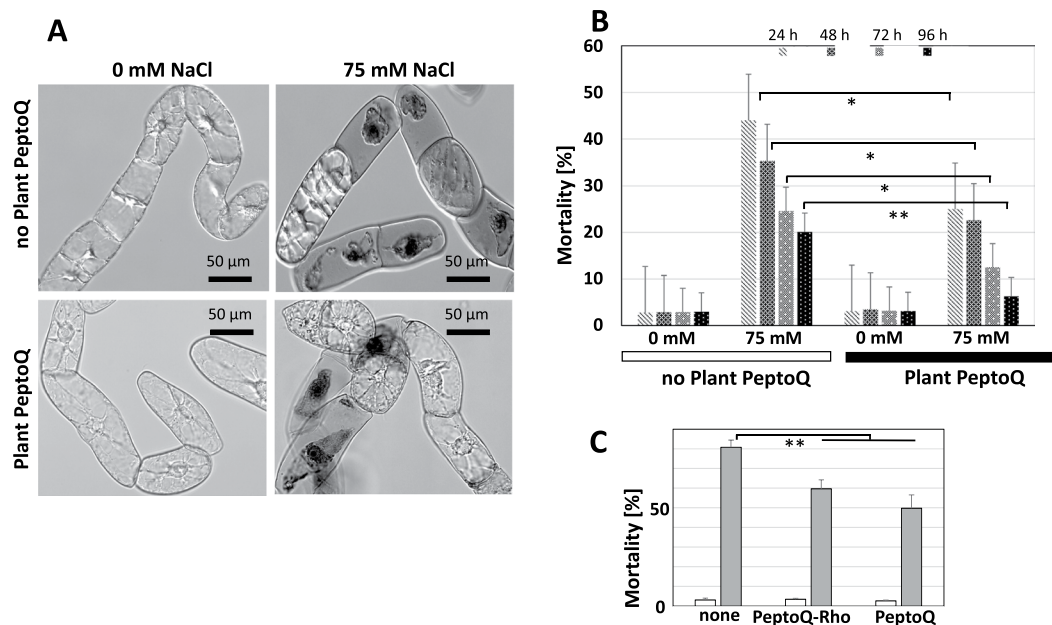 A
0 mM NaCl
75 mM NaCl
no Plant PeptoQ
50 µm
50 µm
Plant PeptoQ
50 µm
50 µm
B
24 h 48 h 72 h 96 h
Mortality [%]
60
50
40
30
20
10
0
*
*
*
**
0 mM
75 mM
0 mM
75 mM
no Plant PeptoQ
Plant PeptoQ
C
Mortality [%]
50
0
**
none
PeptoQ-Rho
PeptoQ